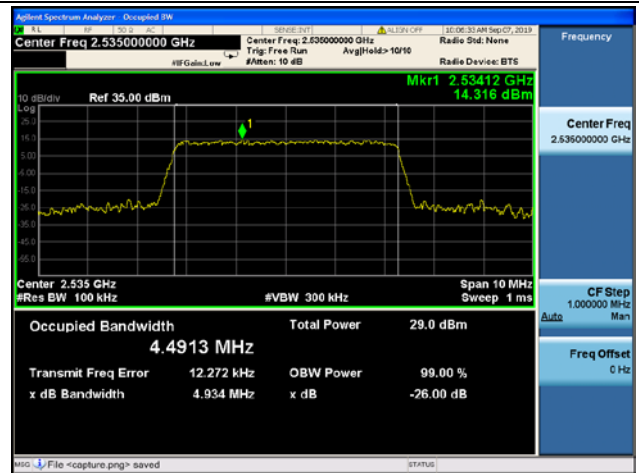 Agilent Spectrum Analyzer - Occupied BW
RL RF 50 Ω AC SENSE:INT ALIGN OFF 10:06:33 AM Sep 07, 2019
Center Freq 2.535000000 GHz
Center Freq: 2.535000000 GHz
Radio Std: None
Trig: Free Run Avg|Hold:> 10/10
#IFGain:Low #Atten: 10 dB Radio Device: BTS
Frequency
Mkr1 2.53412 GHz
14.316 dBm
10 dB/div Ref 35.00 dBm
Log
25.0
15.0
5.00
-5.00
-15.0
-25.0
-35.0
-45.0
-55.0
1
Center 2.535 GHz Span 10 MHz
#Res BW 100 kHz #VBW 300 kHz Sweep 1 ms
Occupied Bandwidth Total Power 29.0 dBm
4.4913 MHz
Transmit Freq Error 12.272 kHz OBW Power 99.00 %
x dB Bandwidth 4.934 MHz x dB -26.00 dB
Center Freq
2.535000000 GHz
CF Step
1.000000 MHz
Auto Man
Freq Offset
0 Hz
MSG File <capture.png> saved STATUS